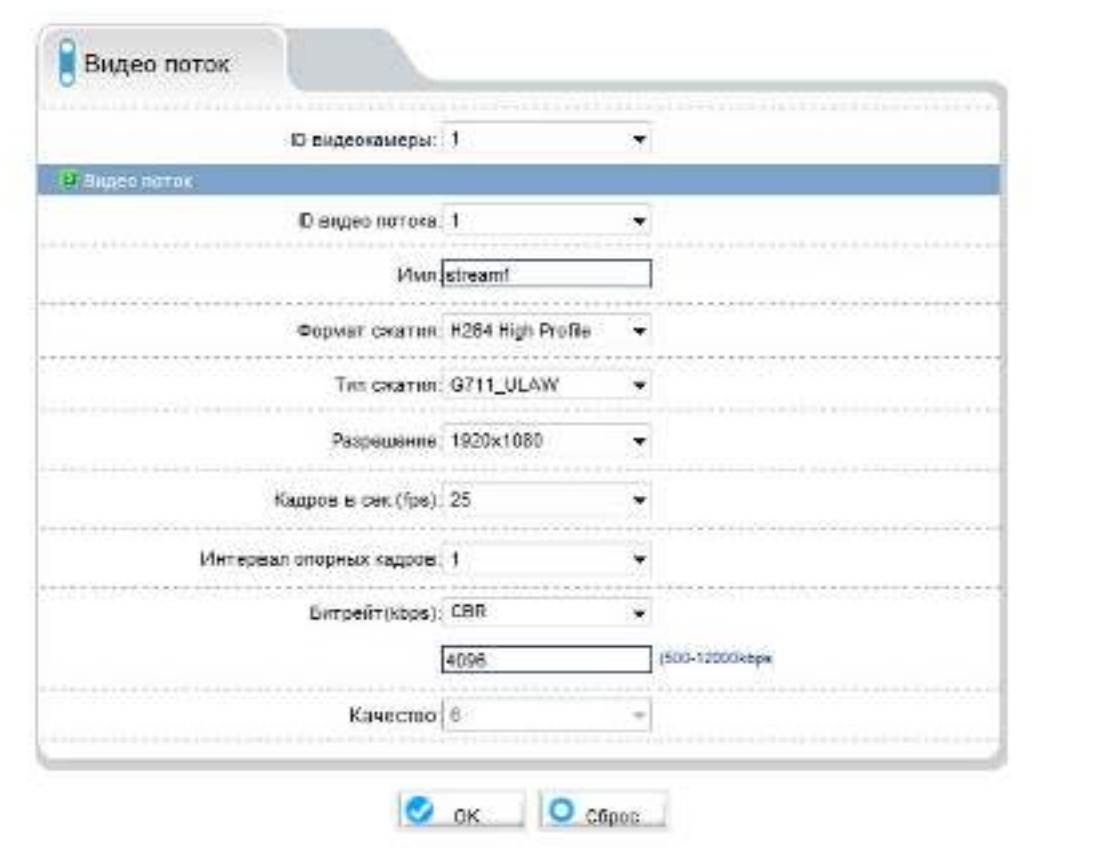 Видео поток
ID видеокамеры: 1
Видео поток
ID видео потока: 1
Имя: stream1
Формат сжатия: H264 High Profile
Тип сжатия: G711_ULAW
Разрешение: 1920x1080
Кадров в сек.(fps): 25
Интервал опорных кадров: 1
Битрейт(kbps): CBR
4096 (500-12000kbps
Качество 6
OK
Сброс